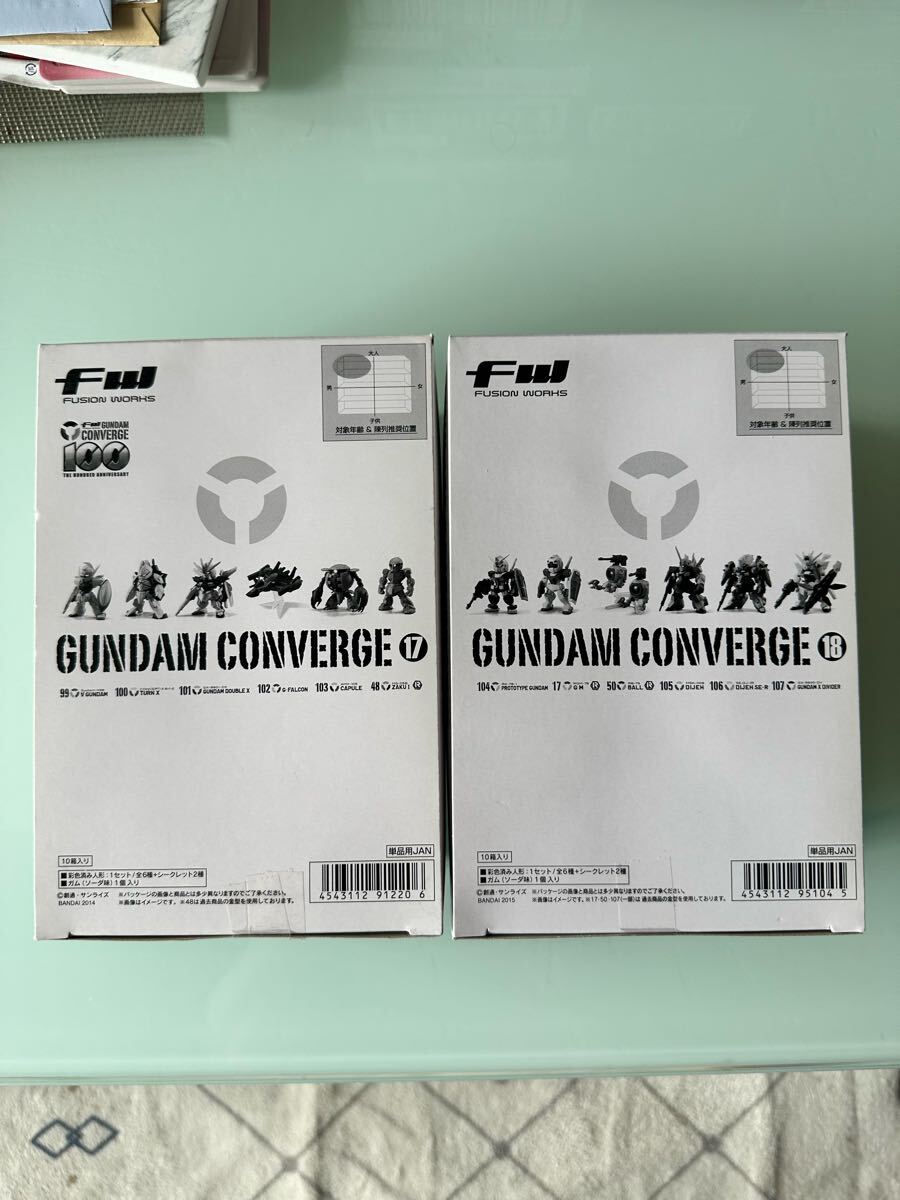 FW
FUSION WORKS
大人
男
女
子供
対象年齢 & 陳列推奨位置
FW GUNDAM
CONVERGE
100
THE HUNDRED ANNIVERSARY
GUNDAM CONVERGE 17
99 ν GUNDAM 100 TURN X 101 GUNDAM DOUBLE X 102 G-FALCON 103 CAPULE 48 ZAKU I R
10箱入り
単品用JAN
■彩色済み人形:1セット/全6種+シークレット2種
■ガム(ソーダ味)1個入り
©創通・サンライズ ※パッケージの画像と商品とは多少異なりますのでご了承ください。
BANDAI 2014 ※画像はイメージです。 ※48は過去商品の金型を使用しております。
4543112 91220 6
FW
FUSION WORKS
大人
男
女
子供
対象年齢 & 陳列推奨位置
GUNDAM CONVERGE 18
104 PROTOTYPE GUNDAM 17 GM R 50 BALL R 105 DIJEH 106 DIJEH SE-R 107 GUNDAM X DIVIDER
10箱入り
単品用JAN
■彩色済み人形:1セット/全6種+シークレット2種
■ガム(ソーダ味)1個入り
©創通・サンライズ ※パッケージの画像と商品とは多少異なりますのでご了承ください。
BANDAI 2015 ※画像はイメージです。 ※17・50・107(一部)は過去商品の金型を使用しております。
4543112 95104 5